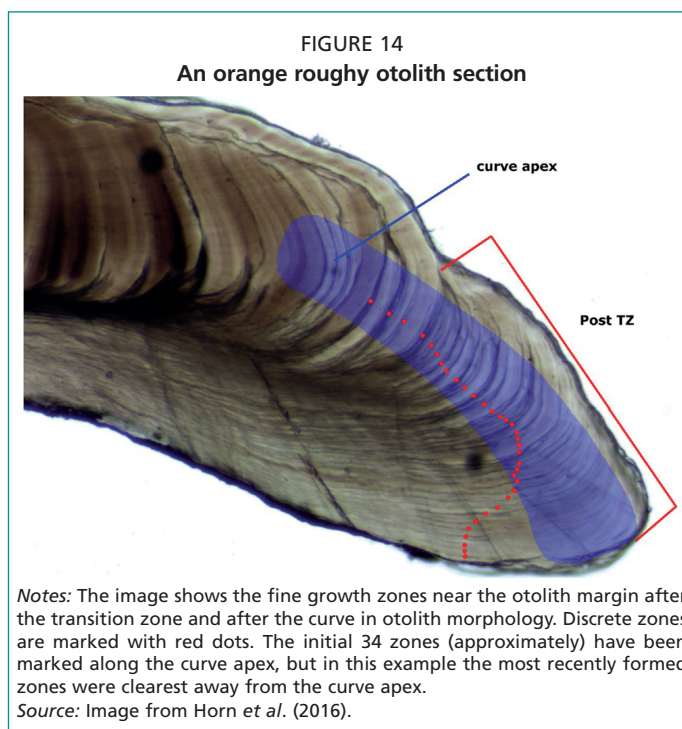 FIGURE 14
An orange roughy otolith section
curve apex
Post TZ
Notes: The image shows the fine growth zones near the otolith margin after
the transition zone and after the curve in otolith morphology. Discrete zones
are marked with red dots. The initial 34 zones (approximately) have been
marked along the curve apex, but in this example the most recently formed
zones were clearest away from the curve apex.
Source: Image from Horn et al. (2016).